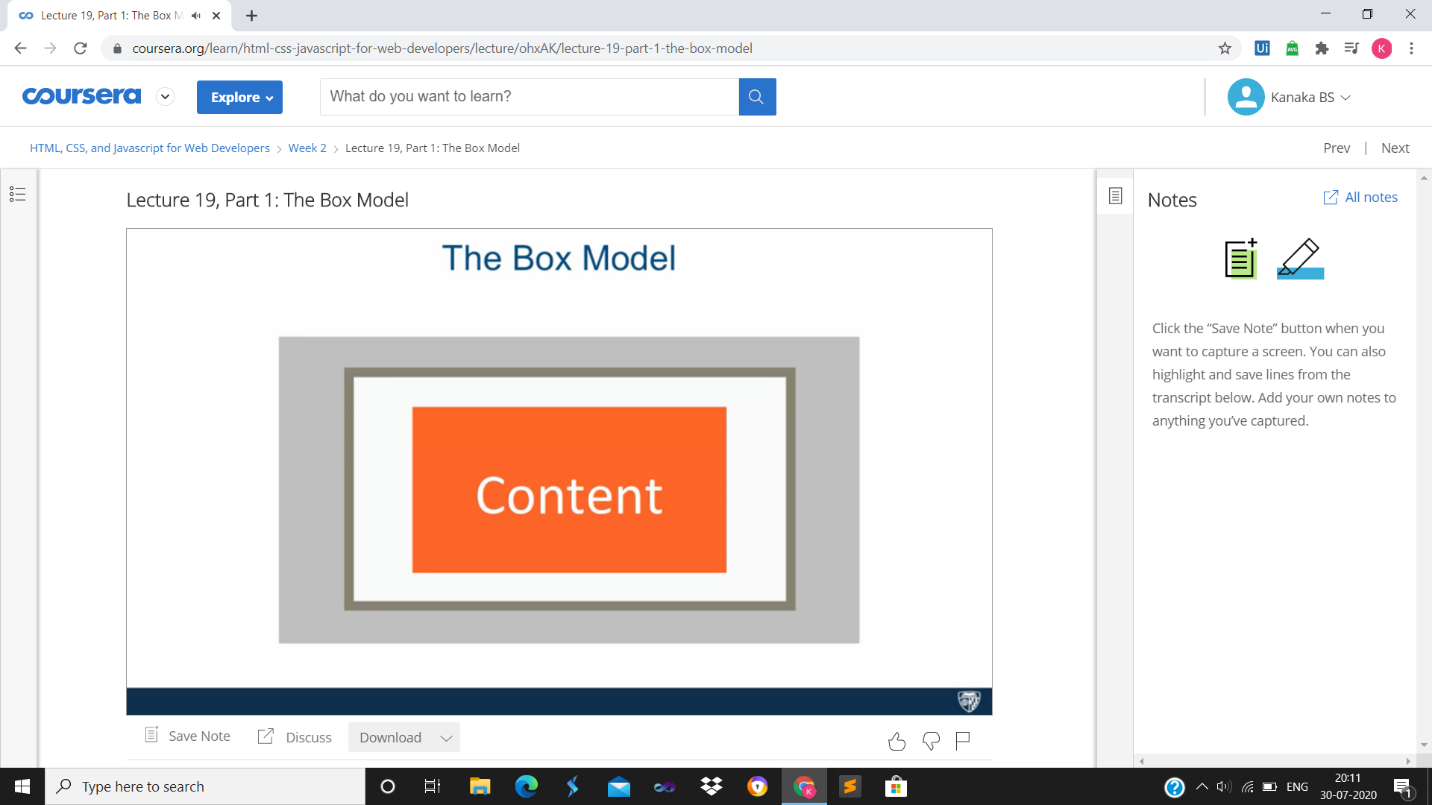 Lecture 19, Part 1: The Box M
coursera.org/learn/html-css-javascript-for-web-developers/lecture/ohxAK/lecture-19-part-1-the-box-model
Ui
K
coursera
Explore
What do you want to learn?
Kanaka BS
HTML, CSS, and Javascript for Web Developers > Week 2 > Lecture 19, Part 1: The Box Model
Prev | Next
Lecture 19, Part 1: The Box Model
The Box Model
Content
Save Note
Discuss
Download
Notes
All notes
Click the “Save Note” button when you
want to capture a screen. You can also
highlight and save lines from the
transcript below. Add your own notes to
anything you’ve captured.
Type here to search
K
ENG
20:11
30-07-2020
1